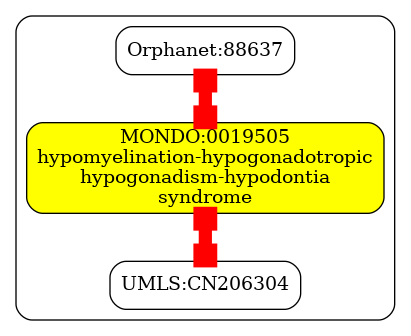 Orphanet:88637
MONDO:0019505
hypomyelination-hypogonadotropic
hypogonadism-hypodontia
syndrome
UMLS:CN206304